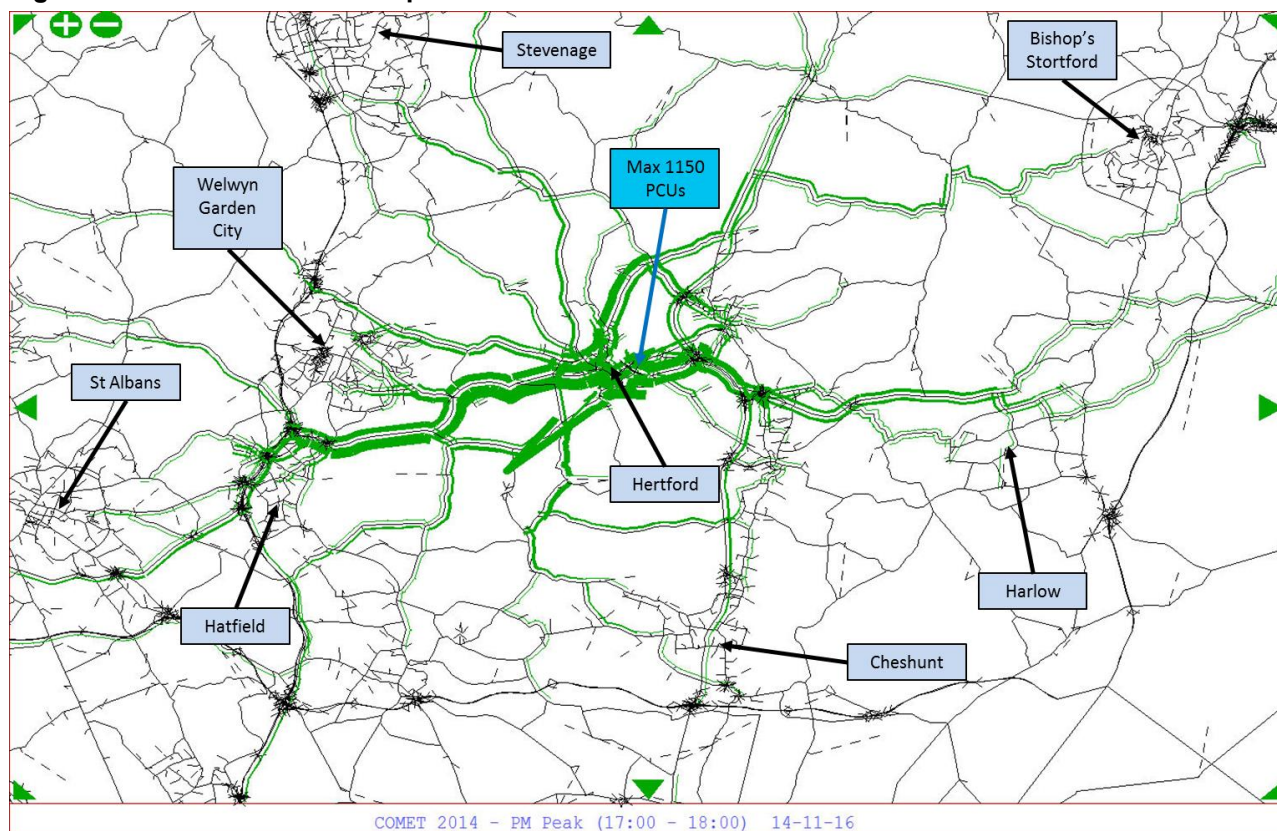 Stevenage
Bishop's
Stortford
Max 1150
PCUs
Welwyn
Garden
City
St Albans
Hertford
Harlow
Hatfield
Cheshunt
COMET 2014 - PM Peak (17:00 - 18:00) 14-11-16